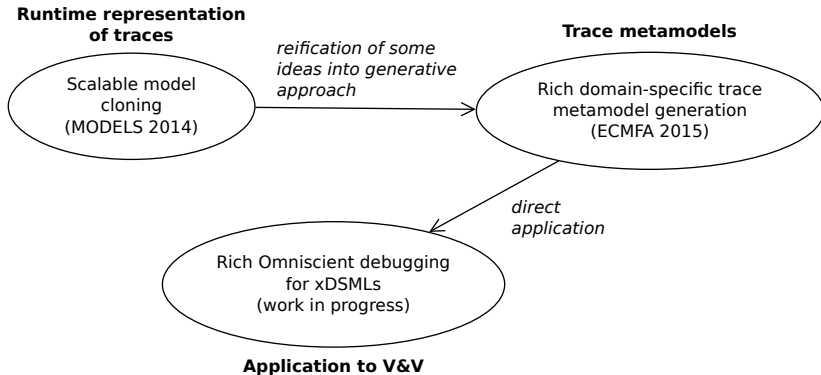 Runtime representation
of traces
Scalable model
cloning
(MODELS 2014)
reification of some
ideas into generative
approach
Trace metamodels
Rich domain-specific trace
metamodel generation
(ECMFA 2015)
direct
application
Rich Omniscient debugging
for xDSMLs
(work in progress)
Application to V&V